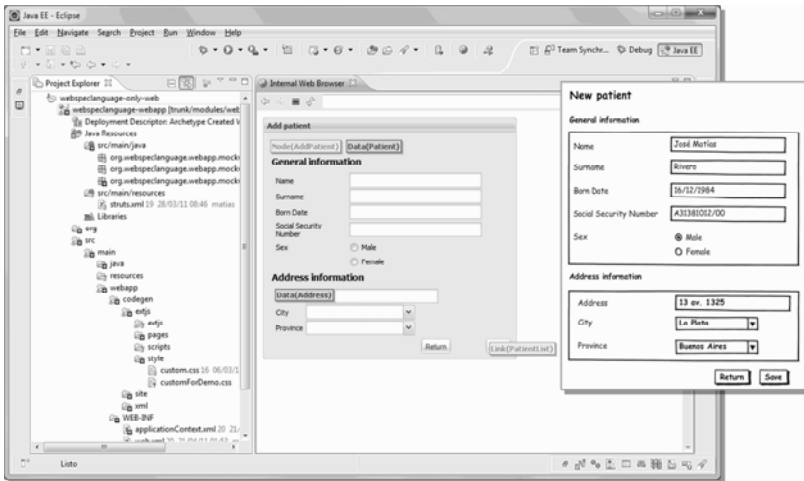 Java EE - Eclipse
File Edit Navigate Search Project Run Window Help
Team Synchr... Debug Java EE
Project Explorer
webspeclanguage-only-web
webspeclanguage-webapp [trunk/modules/web
Deployment Descriptor: Archetype Created W
Java Resources
src/main/java
org.webspeclanguage.webapp.mock
org.webspeclanguage.webapp.mock
org.webspeclanguage.webapp.mock
src/main/resources
struts.xml 19 28/03/11 08:46 matias
Libraries
org
src
main
java
resources
webapp
codegen
extjs
extjs
pages
scripts
style
custom.css 16 06/03/1
customForDemo.css
site
xml
WEB-INF
applicationContext.xml 20 21/
Listo
Internal Web Browser
Add patient
Node(AddPatient) Data(Patient)
General information
Name
Surname
Born Date
Social Security
Number
Sex Male
Female
Address information
Data(Address)
City
Province
Return Link(PatientList)
New patient
General information
Name José Matías
Surname Rivero
Born Date 16/12/1984
Social Security Number A31381012/00
Sex Male
Female
Address information
Address 13 av. 1325
City La Plata
Province Buenos Aires
Return Save